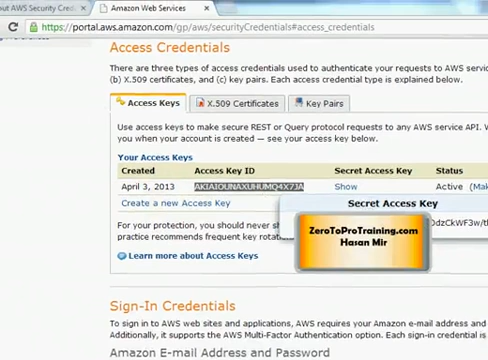 out AWS Security Cred
Amazon Web Services
https://portal.aws.amazon.com/gp/aws/securityCredentials#access_credentials
Access Credentials
There are three types of access credentials used to authenticate your requests to AWS servic
(b) X.509 certificates, and (c) key pairs. Each access credential type is explained below.
Access Keys
X.509 Certificates
Key Pairs
Use access keys to make secure REST or Query protocol requests to any AWS service API. W
you when your account is created — see your access key below.
Your Access Keys
Created Access Key ID Secret Access Key Status
April 3, 2013 Show Active (Mak
Create a new Access Key
Secret Access Key
For your protection, you should never sh
practice recommends frequent key rotatio
ZeroToProTraining.com
Hasan Mir
Learn more about Access Keys
Sign-In Credentials
To sign in to AWS web sites and applications, AWS requires your Amazon e-mail address and
Additionally, it supports the AWS Multi-Factor Authentication option. Each sign-in credential is
Amazon E-mail Address and Password